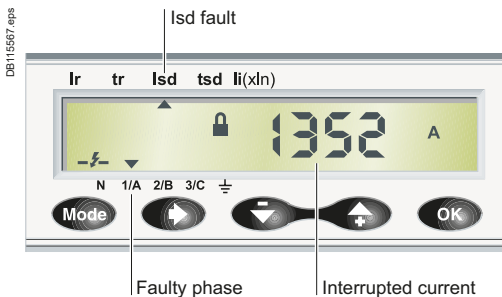 DB115567.eps
Isd fault
Ir tr Isd tsd Ii(xIn)
1352 A
N 1/A 2/B 3/C
Mode OK
Faulty phase Interrupted current